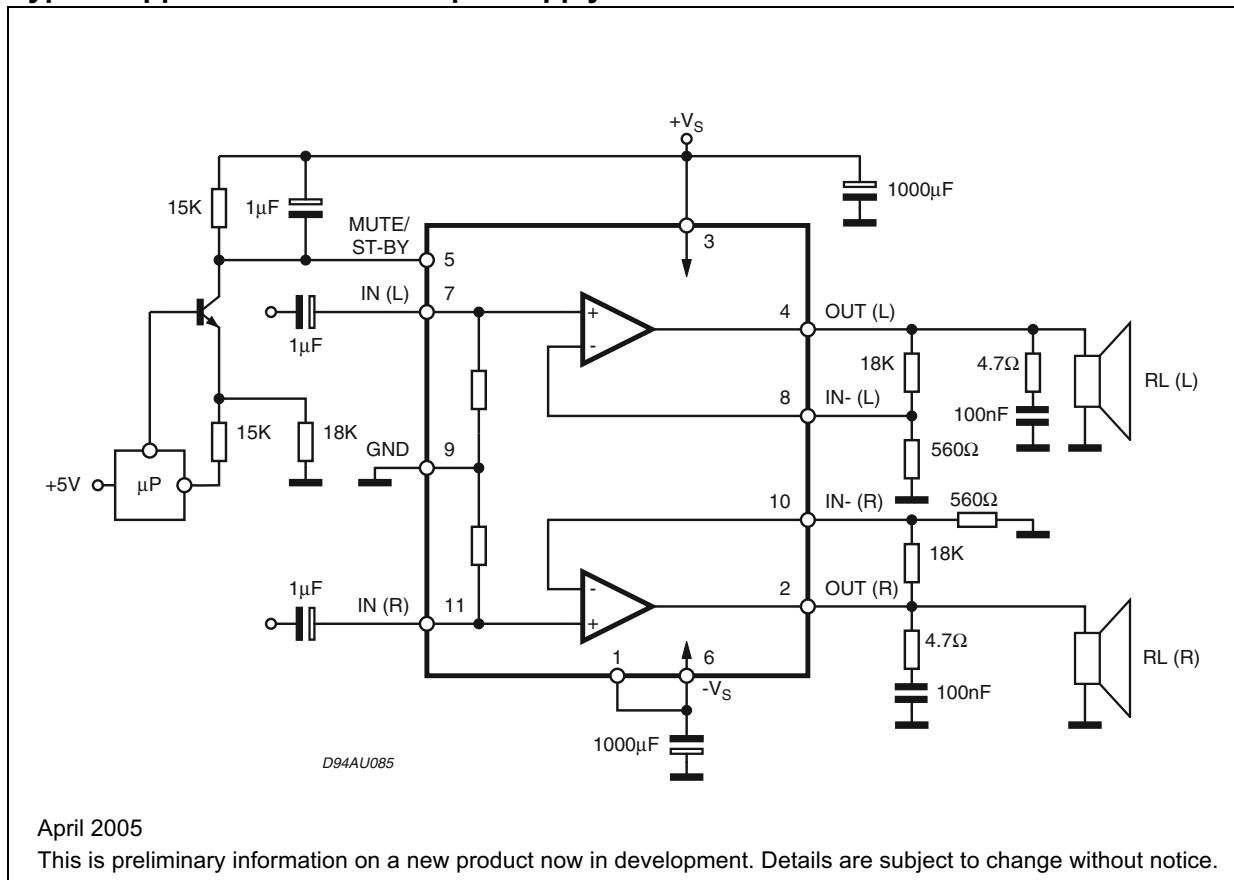 +VS
1000µF
15K
1µF
MUTE/
ST-BY
5
3
IN (L)
7
1µF
+
-
4
OUT (L)
18K
4.7Ω
RL (L)
8
IN- (L)
100nF
15K
18K
GND
9
560Ω
+5V
µP
10
IN- (R)
560Ω
18K
1µF
IN (R)
11
-
+
2
OUT (R)
4.7Ω
RL (R)
1
6
-VS
100nF
1000µF
D94AU085
April 2005
This is preliminary information on a new product now in development. Details are subject to change without notice.